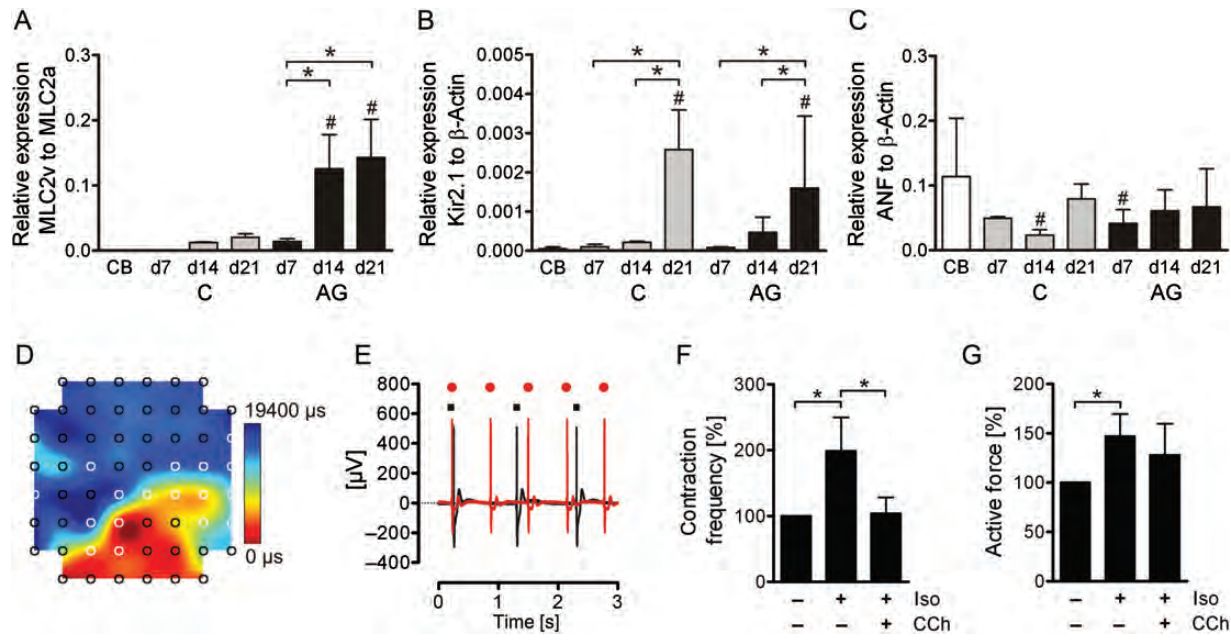 A
Relative expression
MLC2v to MLC2a
0.3
0.2
0.1
0.0
*
*
#
#
CB d7 d14 d21 d7 d14 d21
C AG
B
Relative expression
Kir2.1 to β-Actin
0.005
0.004
0.003
0.002
0.001
0.000
* *
* *
#
#
CB d7 d14 d21 d7 d14 d21
C AG
C
Relative expression
ANF to β-Actin
0.3
0.2
0.1
0.0
# #
CB d7 d14 d21 d7 d14 d21
C AG
D
19400 µs
0 µs
E
[µV]
800
600
400
200
0
−200
−400
0 1 2 3
Time [s]
F
Contraction
frequency [%]
300
200
100
0
* *
– + + Iso
– – + CCh
G
Active force [%]
200
150
100
50
0
*
– + + Iso
– – + CCh